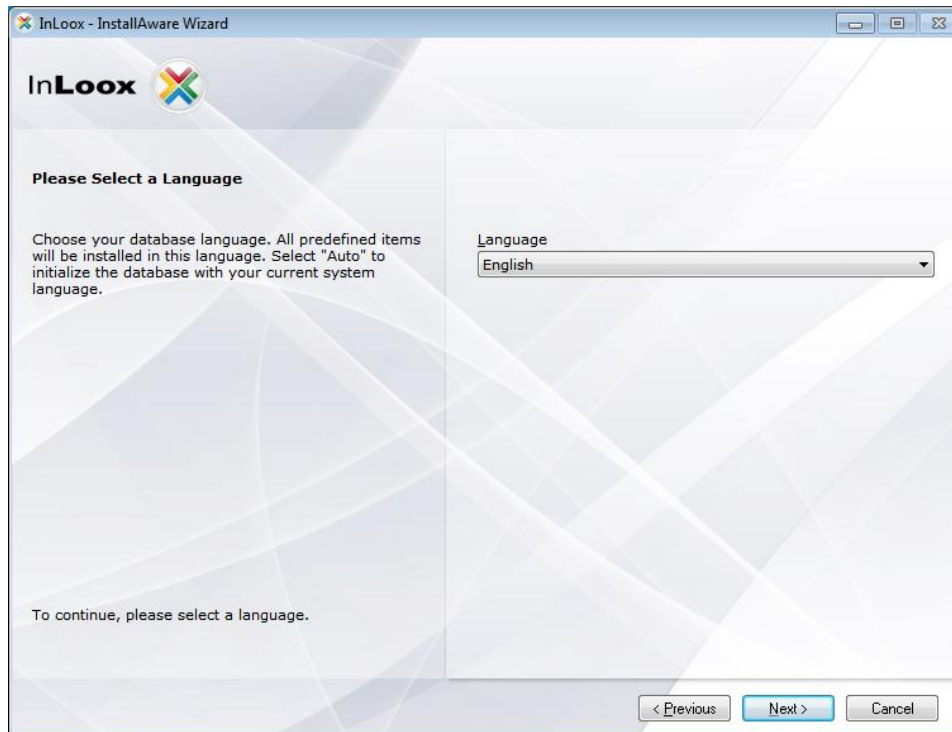 InLoox - InstallAware Wizard
InLoox
Please Select a Language
Choose your database language. All predefined items
will be installed in this language. Select "Auto" to
initialize the database with your current system
language.
Language
English
To continue, please select a language.
< Previous
Next >
Cancel